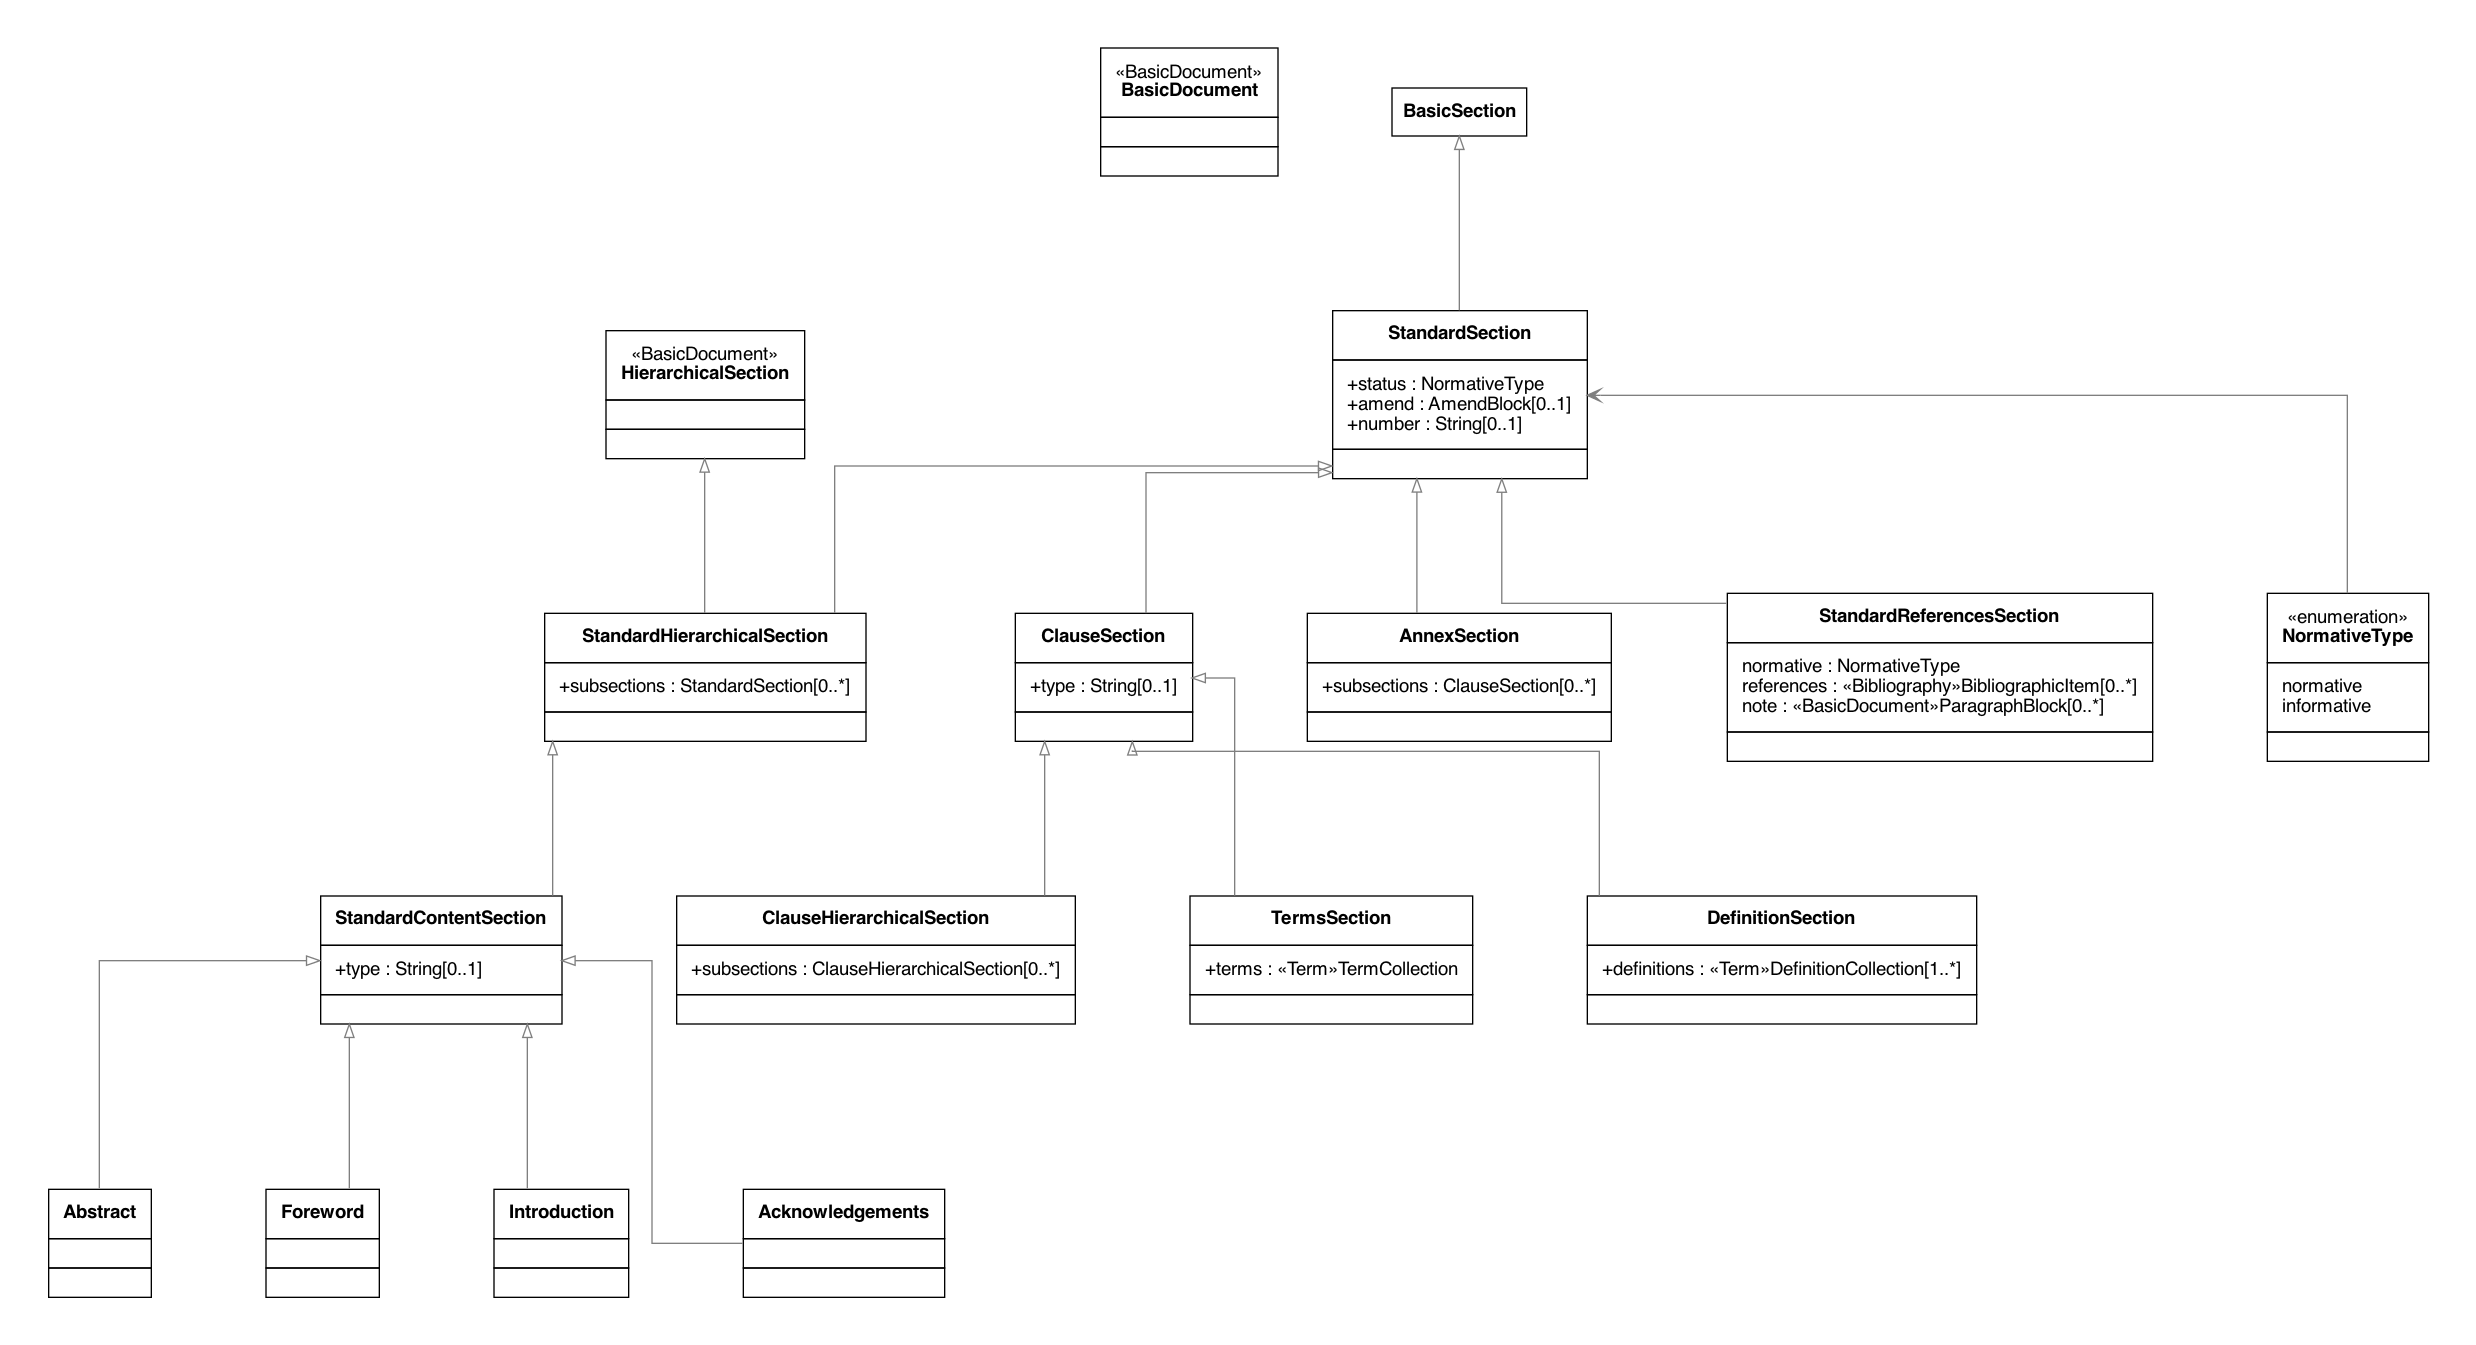 «BasicDocument»
BasicDocument
BasicSection
StandardSection
+status : NormativeType
+amend : AmendBlock[0..1]
+number : String[0..1]
«BasicDocument»
HierarchicalSection
StandardHierarchicalSection
+subsections : StandardSection[0..*]
ClauseSection
+type : String[0..1]
AnnexSection
+subsections : ClauseSection[0..*]
StandardReferencesSection
normative : NormativeType
references : «Bibliography»BibliographicItem[0..*]
note : «BasicDocument»ParagraphBlock[0..*]
«enumeration»
NormativeType
normative
informative
StandardContentSection
+type : String[0..1]
ClauseHierarchicalSection
+subsections : ClauseHierarchicalSection[0..*]
TermsSection
+terms : «Term»TermCollection
DefinitionSection
+definitions : «Term»DefinitionCollection[1..*]
Abstract
Foreword
Introduction
Acknowledgements